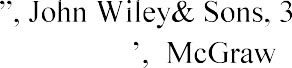 ”, John Wiley& Sons, 3
’, McGraw